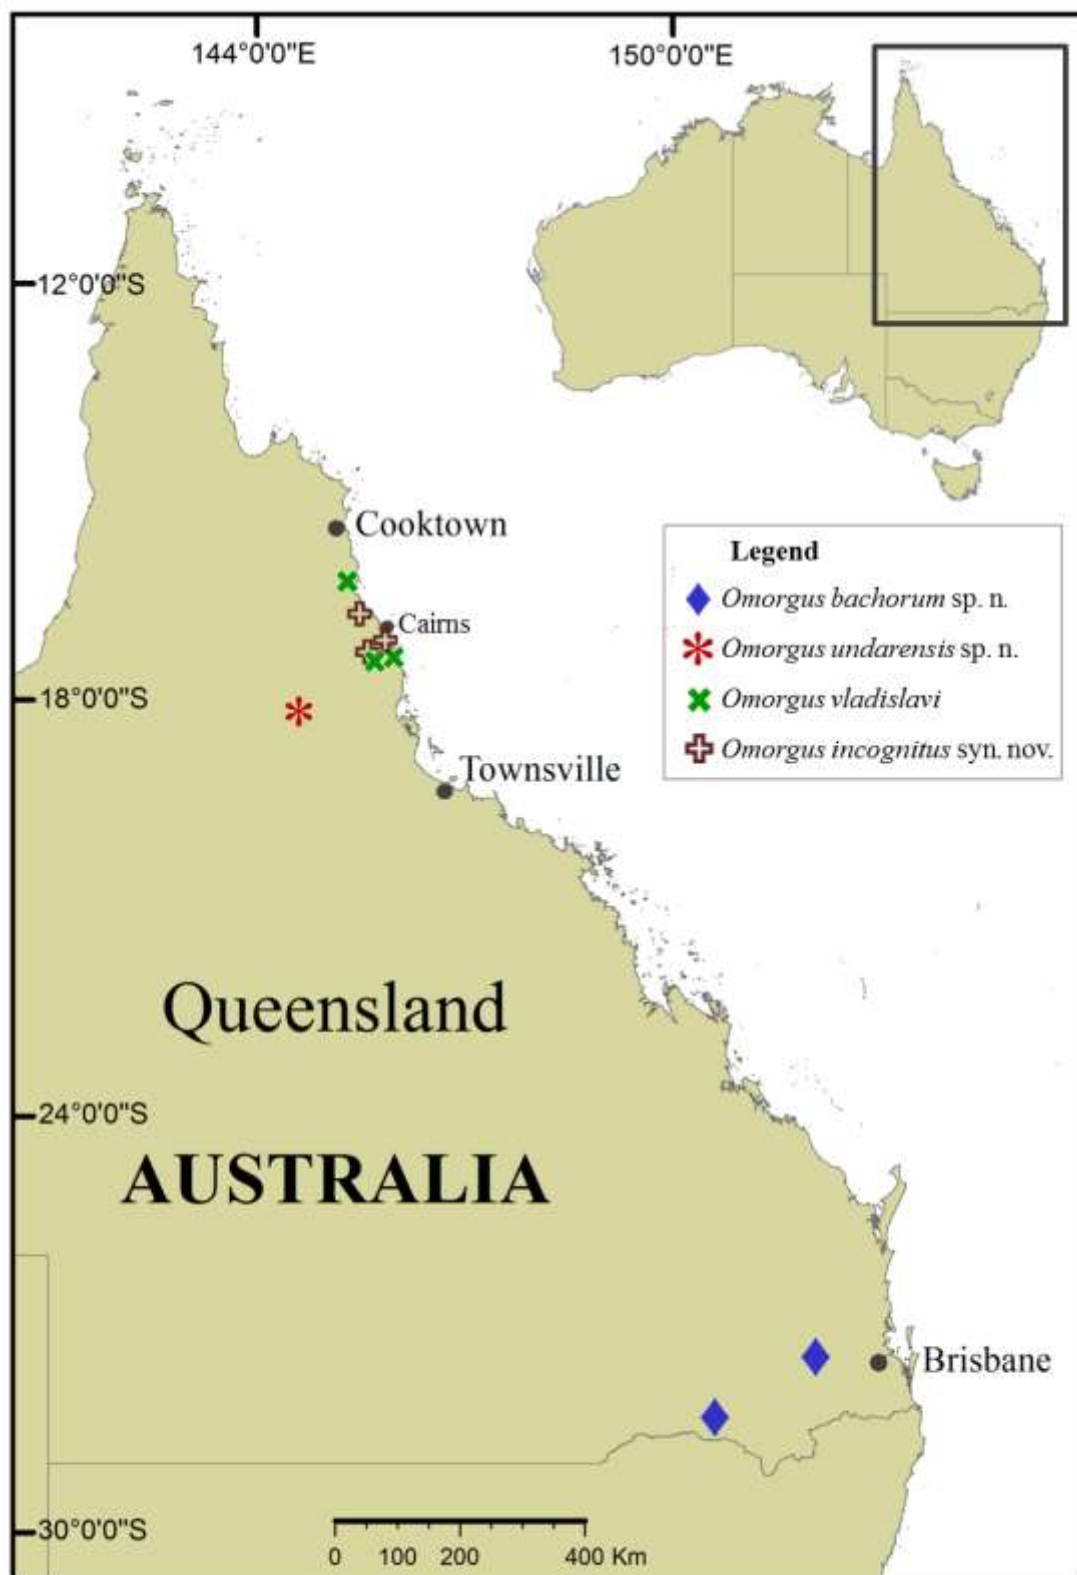 144°0'0"E
150°0'0"E
12°0'0"S
Cooktown
Cairns
18°0'0"S
Townsville
Legend
Omorgus bachorum sp. n.
Omorgus undarensis sp. n.
Omorgus vladislavi
Omorgus incognitus syn. nov.
Queensland
24°0'0"S
AUSTRALIA
Brisbane
30°0'0"S
0 100 200 400 Km